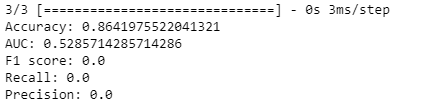 3/3 [==============================] - 0s 3ms/step
Accuracy: 0.8641975522041321
AUC: 0.5285714285714286
F1 score: 0.0
Recall: 0.0
Precision: 0.0